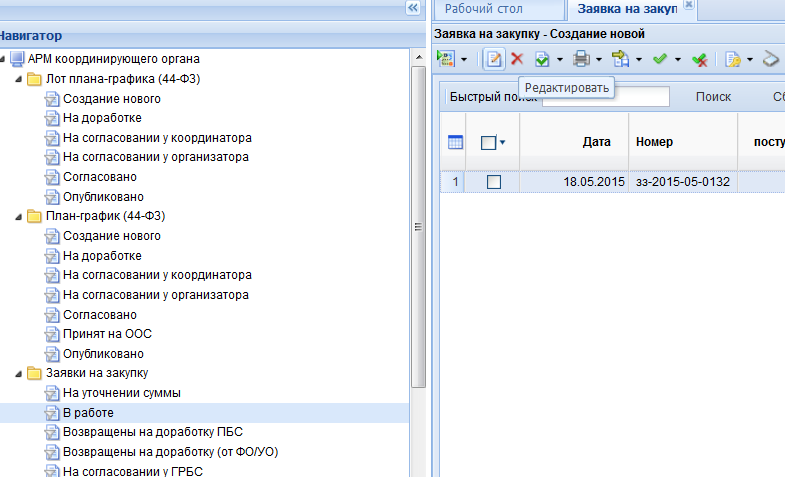 Навигатор
АРМ координирующего органа
Лот плана-графика (44-ФЗ)
Создание нового
На доработке
На согласовании у координатора
На согласовании у организатора
Согласовано
Опубликовано
План-график (44-ФЗ)
Создание нового
На доработке
На согласовании у координатора
На согласовании у организатора
Согласовано
Принят на ООС
Опубликовано
Заявки на закупку
На уточнении суммы
В работе
Возвращены на доработку ПБС
Возвращены на доработку (от ФО/УО)
На согласовании у ГРБС
Рабочий стол
Заявка на закуп
Заявка на закупку - Создание новой
Редактировать
Быстрый поиск
Поиск
Сб
Дата
Номер
посту
1
18.05.2015
зз-2015-05-0132